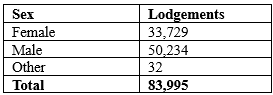 Sex Lodgements
Female 33,729
Male 50,234
Other 32
Total 83,995